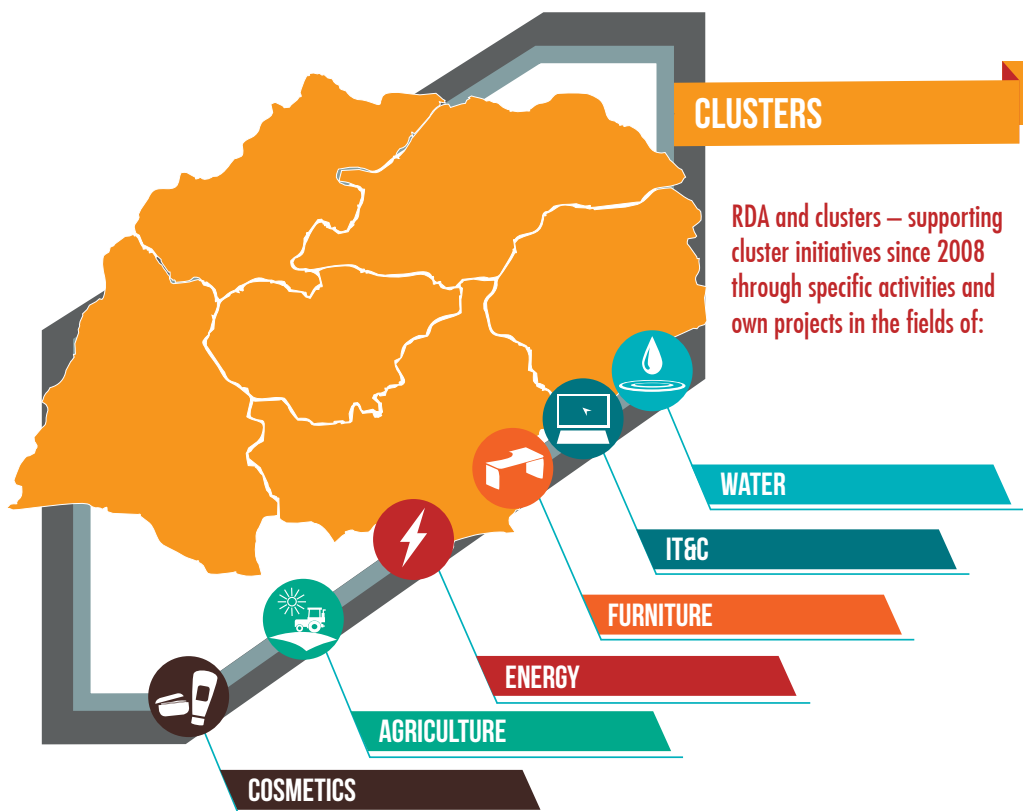 CLUSTERS
RDA and clusters – supporting
cluster initiatives since 2008
through specific activities and
own projects in the fields of:
WATER
IT&C
FURNITURE
ENERGY
AGRICULTURE
COSMETICS